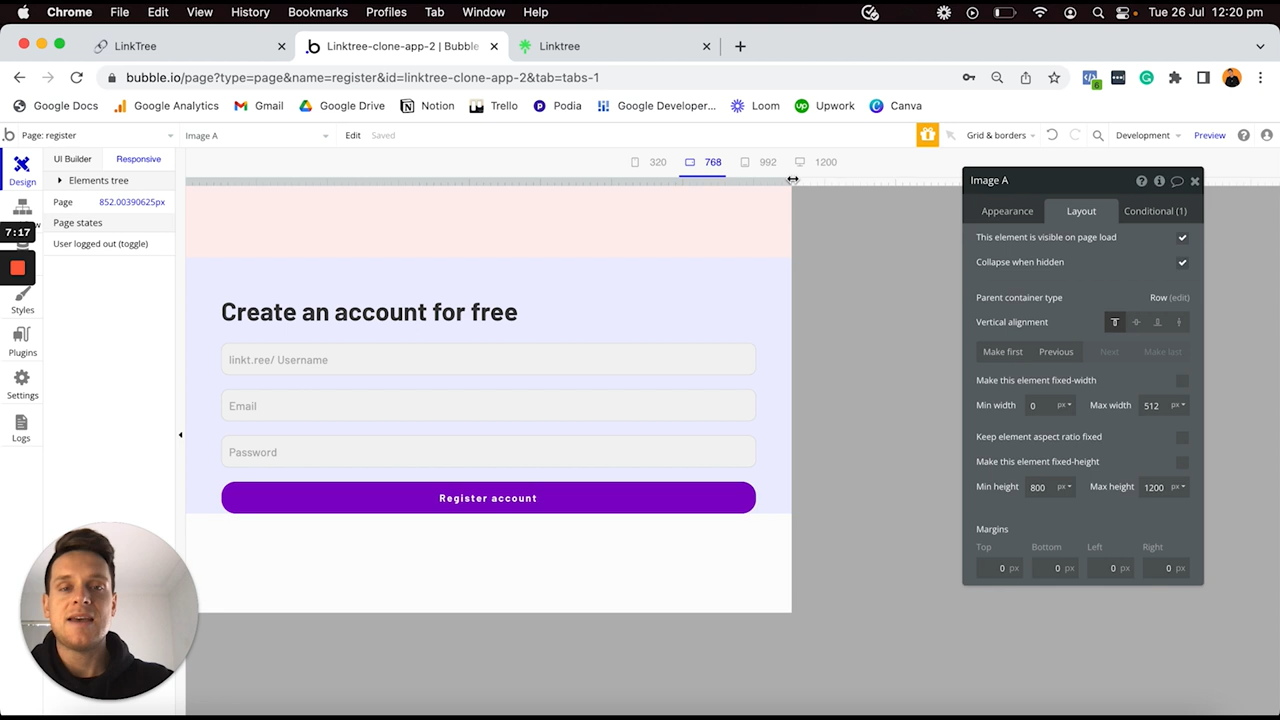 Chrome File Edit View History Bookmarks Profiles Tab Window Help Tue 26 Jul 12:20 pm
LinkTree Linktree-clone-app-2 | Bubble Linktree
bubble.io/page?type=page&name=register&id=linktree-clone-app-2&tab=tabs-1 6
Google Docs Google Analytics Gmail Google Drive Notion Trello Podia Google Developer... Loom Upwork Canva
Page: register Image A Edit Saved Grid & borders Development Preview
UI Builder Responsive 320 768 992 1200
Design Elements tree
Page 852.00390625px
Page states
User logged out (toggle)
7:17
Styles
Plugins
Settings
Logs
Create an account for free
linkt.ree/ Username
Email
Password
Register account
Image A
Appearance Layout Conditional (1)
This element is visible on page load
Collapse when hidden
Parent container type Row (edit)
Vertical alignment
Make first Previous Next Make last
Make this element fixed-width
Min width 0 px Max width 512 px
Keep element aspect ratio fixed
Make this element fixed-height
Min height 800 px Max height 1200 px
Margins
Top Bottom Left Right
0 px 0 px 0 px 0 px